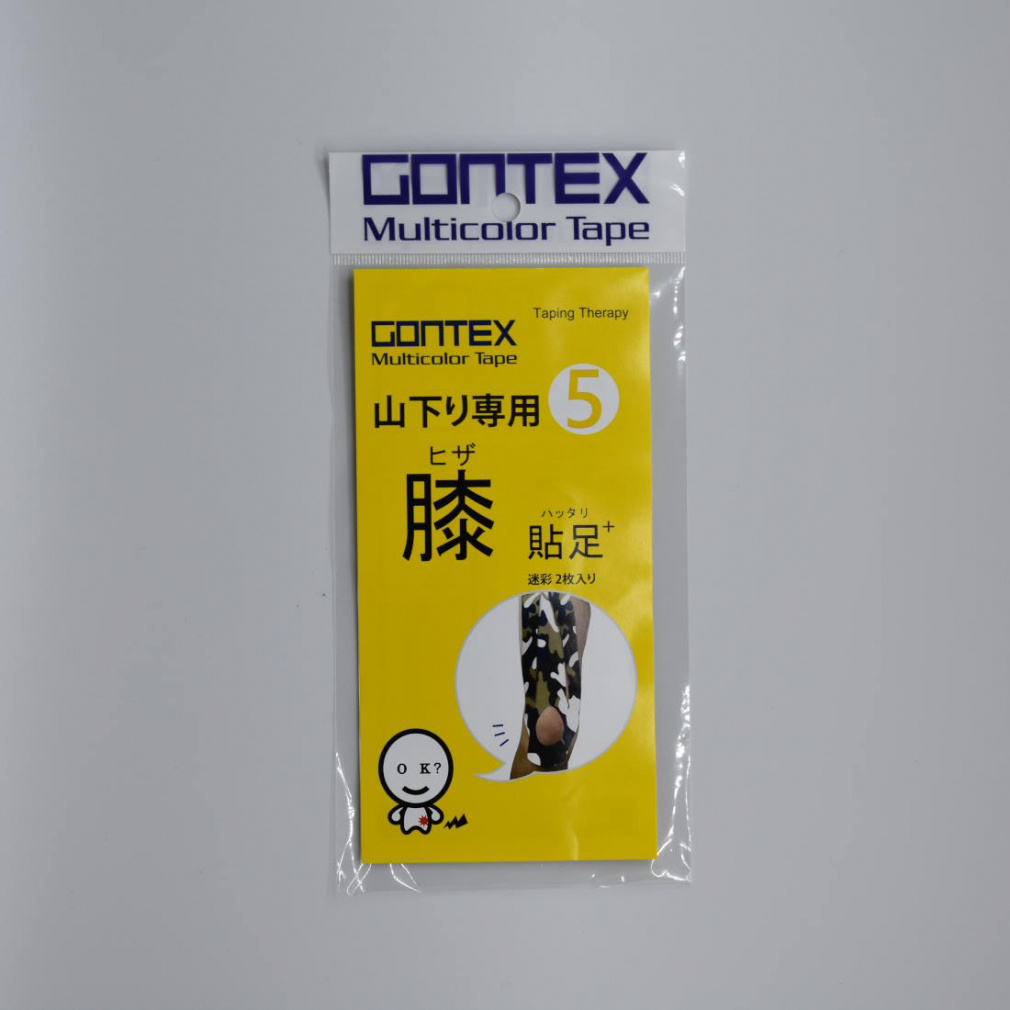 GONTEX
Multicolor Tape
Taping Therapy
GONTEX
Multicolor Tape
山下り専用 5
ヒザ
膝
ハッタリ
貼足+
迷彩 2枚入り
O K?